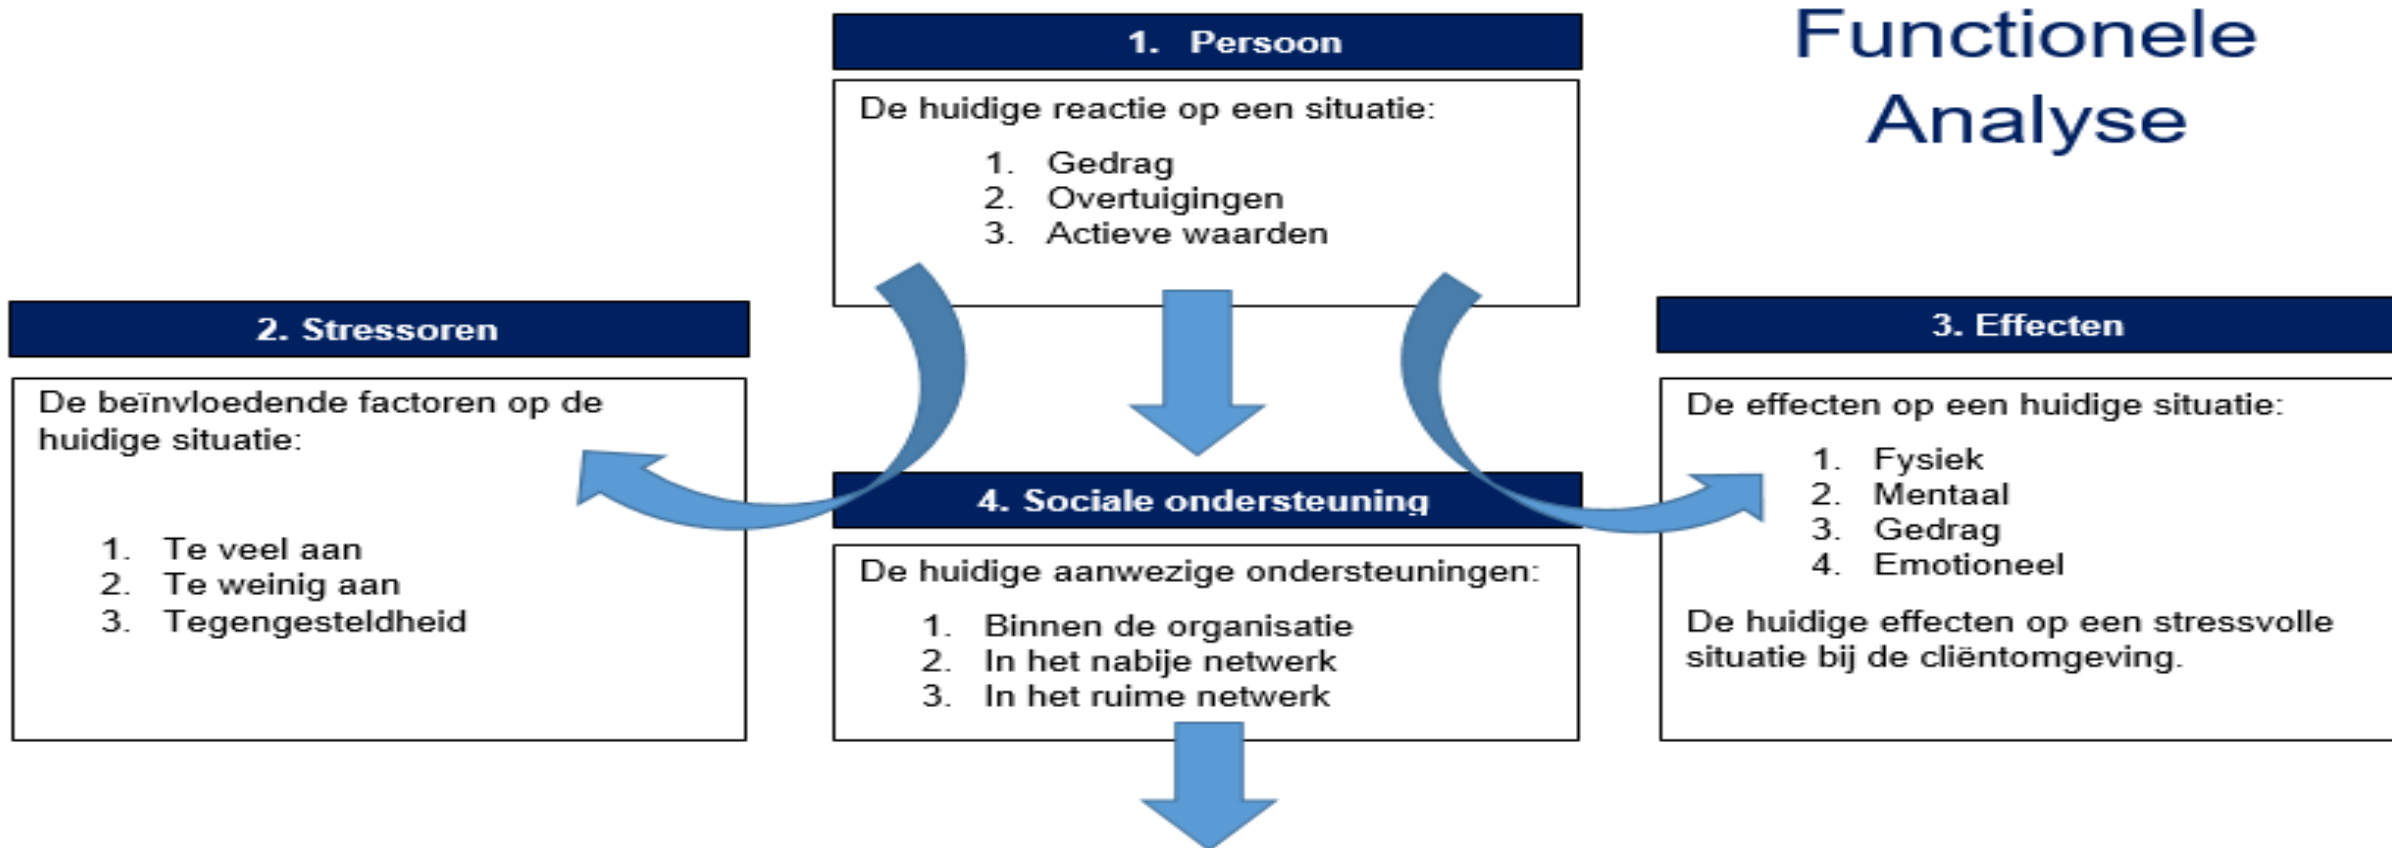 Functionele
Analyse
1. Persoon
De huidige reactie op een situatie:
1. Gedrag
2. Overtuigingen
3. Actieve waarden
2. Stressoren
De beïnvloedende factoren op de
huidige situatie:
1. Te veel aan
2. Te weinig aan
3. Tegengesteldheid
3. Effecten
De effecten op een huidige situatie:
1. Fysiek
2. Mentaal
3. Gedrag
4. Emotioneel
De huidige effecten op een stressvolle
situatie bij de cliëntomgeving.
4. Sociale ondersteuning
De huidige aanwezige ondersteuningen:
1. Binnen de organisatie
2. In het nabije netwerk
3. In het ruime netwerk